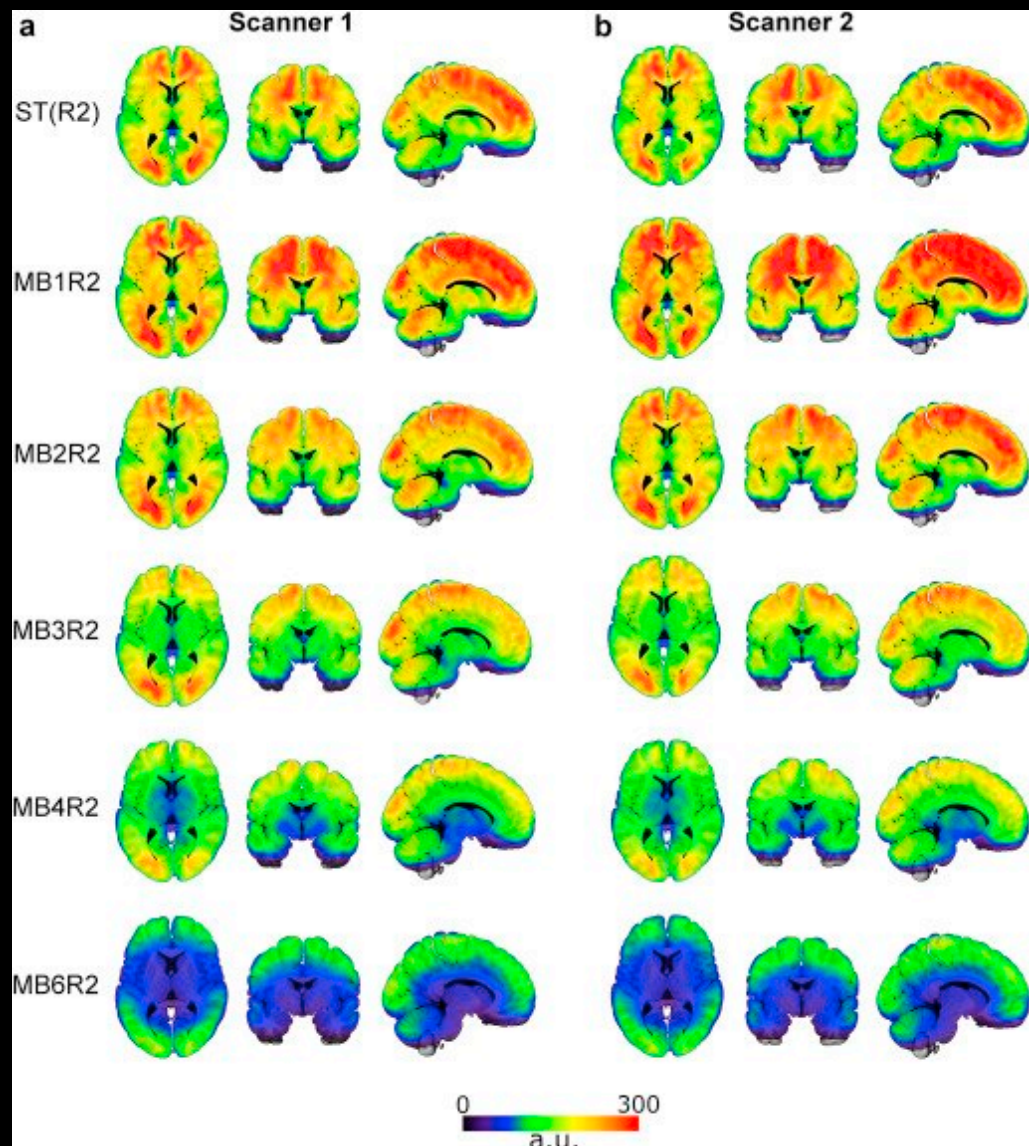 a Scanner 1 b Scanner 2
ST(R2)
MB1R2
MB2R2
MB3R2
MB4R2
MB6R2
0 300
a.u.